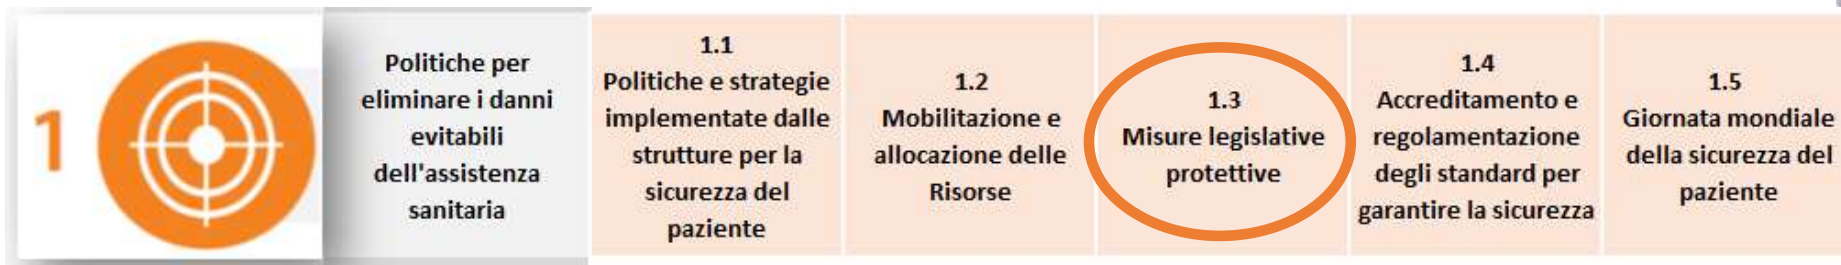 1
Politiche per
eliminare i danni
evitabili
dell'assistenza
sanitaria
1.1
Politiche e strategie
implementate dalle
strutture per la
sicurezza del
paziente
1.2
Mobilitazione e
allocazione delle
Risorse
1.3
Misure legislative
protettive
1.4
Accreditamento e
regolamentazione
degli standard per
garantire la sicurezza
1.5
Giornata mondiale
della sicurezza del
paziente